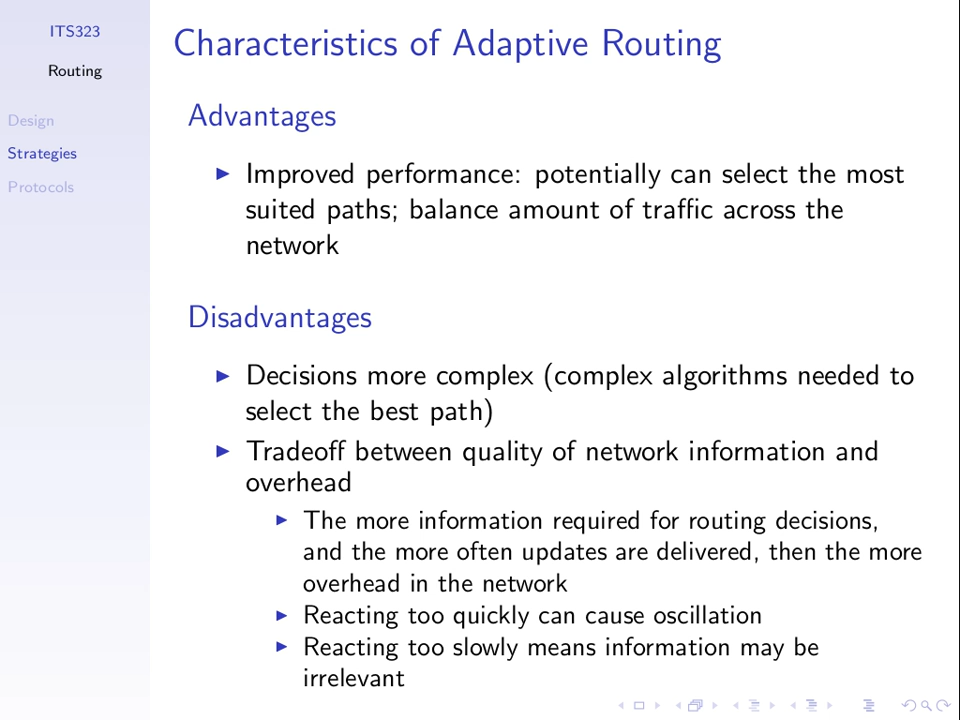 ITS323
Routing
Design
Strategies
Protocols
Characteristics of Adaptive Routing
Advantages
Improved performance: potentially can select the most
suited paths; balance amount of traffic across the
network
Disadvantages
Decisions more complex (complex algorithms needed to
select the best path)
Tradeoff between quality of network information and
overhead
The more information required for routing decisions,
and the more often updates are delivered, then the more
overhead in the network
Reacting too quickly can cause oscillation
Reacting too slowly means information may be
irrelevant